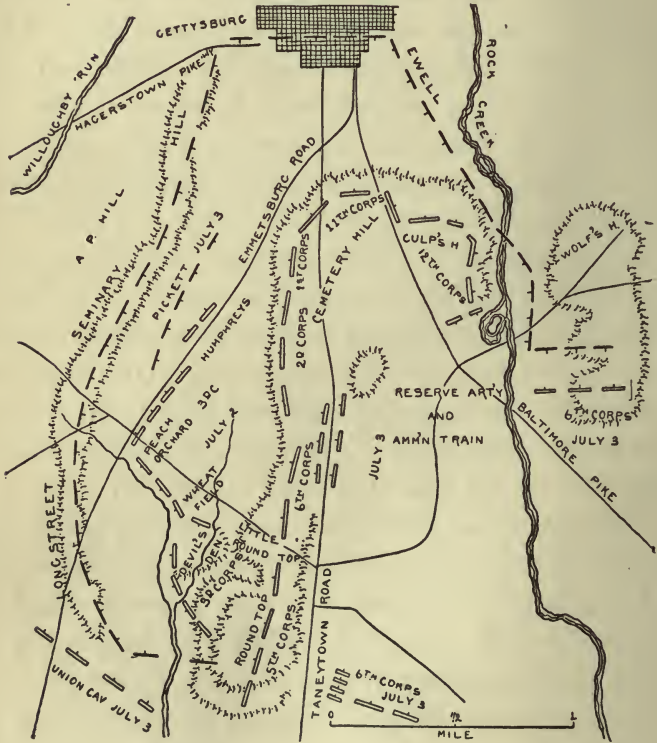 GETTYSBURG
WILLOUGHBY RUN
HAGERSTOWN PIKE
EWELL
ROCK CREEK
HILL
A P. HILL
SEMINARY
PICKETT JULY 3
EMMETSBURG ROAD
HUMPHREYS
11TH CORPS
1ST CORPS
CEMETERY HILL
CULP'S H
12TH CORPS
WOLF'S H.
2D CORPS
PEACH
ORCHARD
3D C
JULY 2
RESERVE ART'Y
AND
AMM'N TRAIN
JULY 3
6TH CORPS
JULY 3
BALTIMORE PIKE
WHEAT
FIELD
6TH CORPS
LONGSTREET
DEVIL'S
DEN
LITTLE
ROUND TOP
3D CORPS
ROUND TOP
5TH CORPS
TANEYTOWN ROAD
UNION CAV JULY 3
6TH CORPS
JULY 3
0 1/2 1
MILE